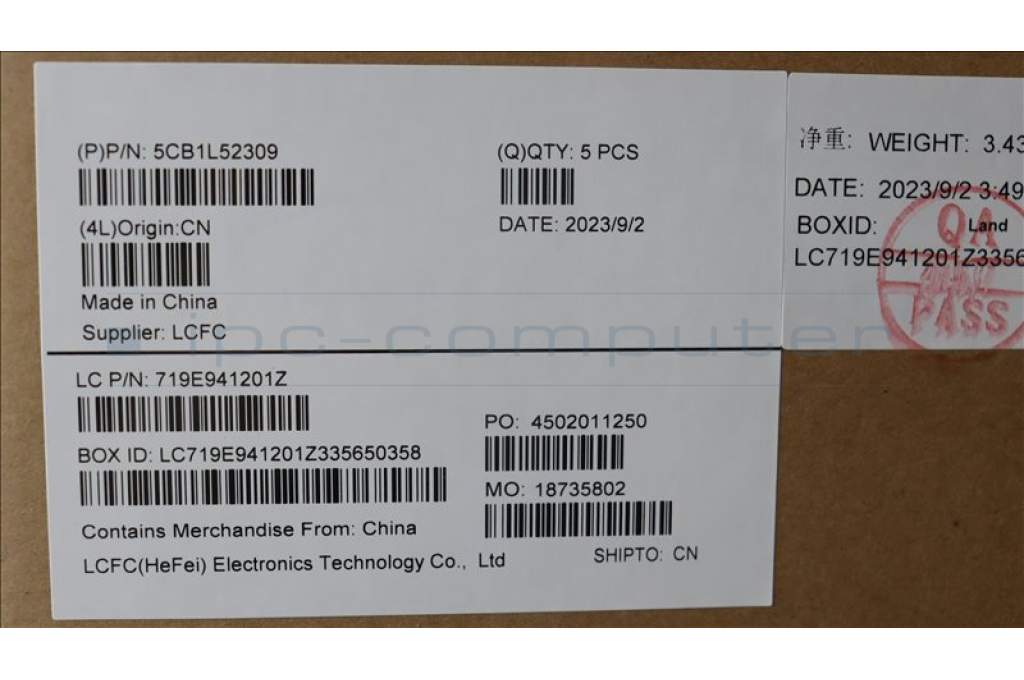 (P)P/N: 5CB1L52309
(Q)QTY: 5 PCS
(4L)Origin:CN
DATE: 2023/9/2
Made in China
Supplier: LCFC
LC P/N: 719E941201Z
PO: 4502011250
BOX ID: LC719E941201Z335650358
MO: 18735802
Contains Merchandise From: China
LCFC(HeFei) Electronics Technology Co., Ltd
SHIPTO: CN
净重: WEIGHT: 3.43
DATE: 2023/9/2 3:49
BOXID: Land
LC719E941201Z3356
QA
PASS
ipc-computer